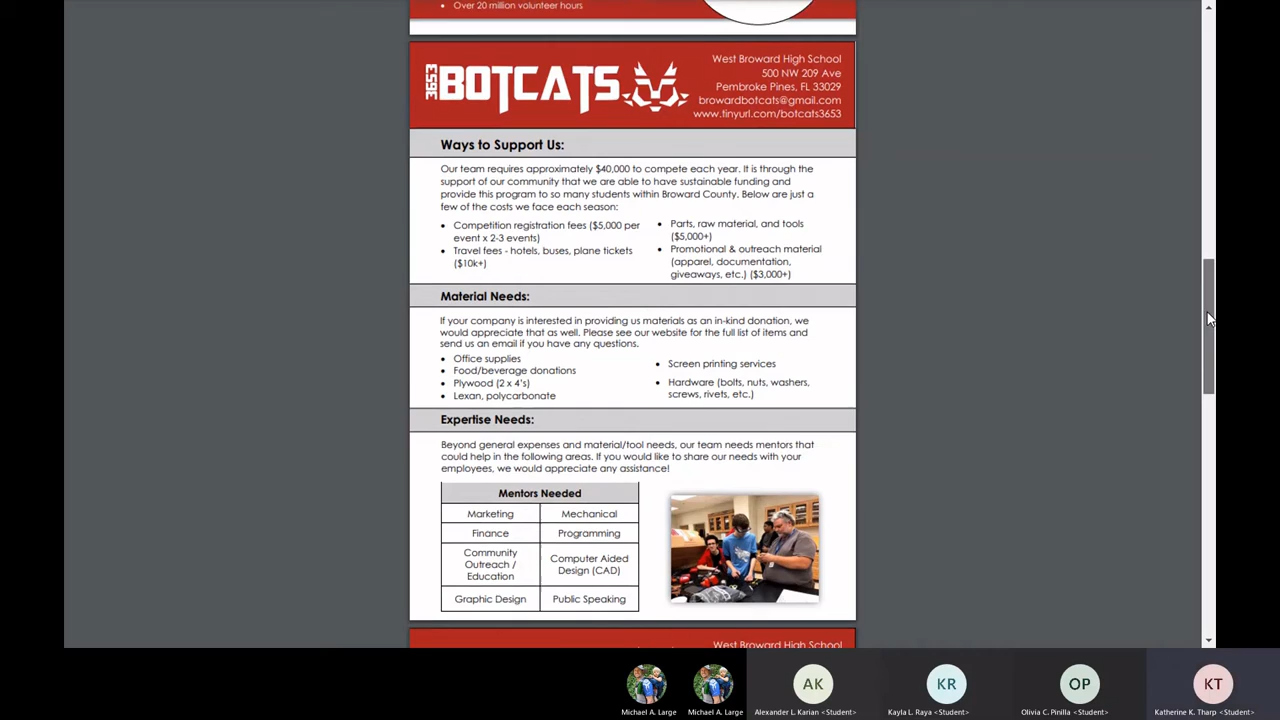 Over 20 million volunteer hours
3653 BOTCATS
West Broward High School
500 NW 209 Ave
Pembroke Pines, FL 33029
browardbotcats@gmail.com
www.tinyurl.com/botcats3653
Ways to Support Us:
Our team requires approximately $40,000 to compete each year. It is through the
support of our community that we are able to have sustainable funding and
provide this program to so many students within Broward County. Below are just a
few of the costs we face each season:
• Competition registration fees ($5,000 per
event x 2-3 events)
• Travel fees - hotels, buses, plane tickets
($10k+)
• Parts, raw material, and tools
($5,000+)
• Promotional & outreach material
(apparel, documentation,
giveaways, etc.) ($3,000+)
Material Needs:
If your company is interested in providing us materials as an in-kind donation, we
would appreciate that as well. Please see our website for the full list of items and
send us an email if you have any questions.
• Office supplies
• Food/beverage donations
• Plywood (2 x 4's)
• Lexan, polycarbonate
• Screen printing services
• Hardware (bolts, nuts, washers,
screws, rivets, etc.)
Expertise Needs:
Beyond general expenses and material/tool needs, our team needs mentors that
could help in the following areas. If you would like to share our needs with your
employees, we would appreciate any assistance!
Mentors Needed
Marketing
Mechanical
Finance
Programming
Community
Outreach /
Education
Computer Aided
Design (CAD)
Graphic Design
Public Speaking
West Broward High School
AK
KR
OP
KT
Michael A. Large
Michael A. Large
Alexander L. Karian <Student>
Kayla L. Raya <Student>
Olivia C. Pinilla <Student>
Katherine K. Tharp <Student>